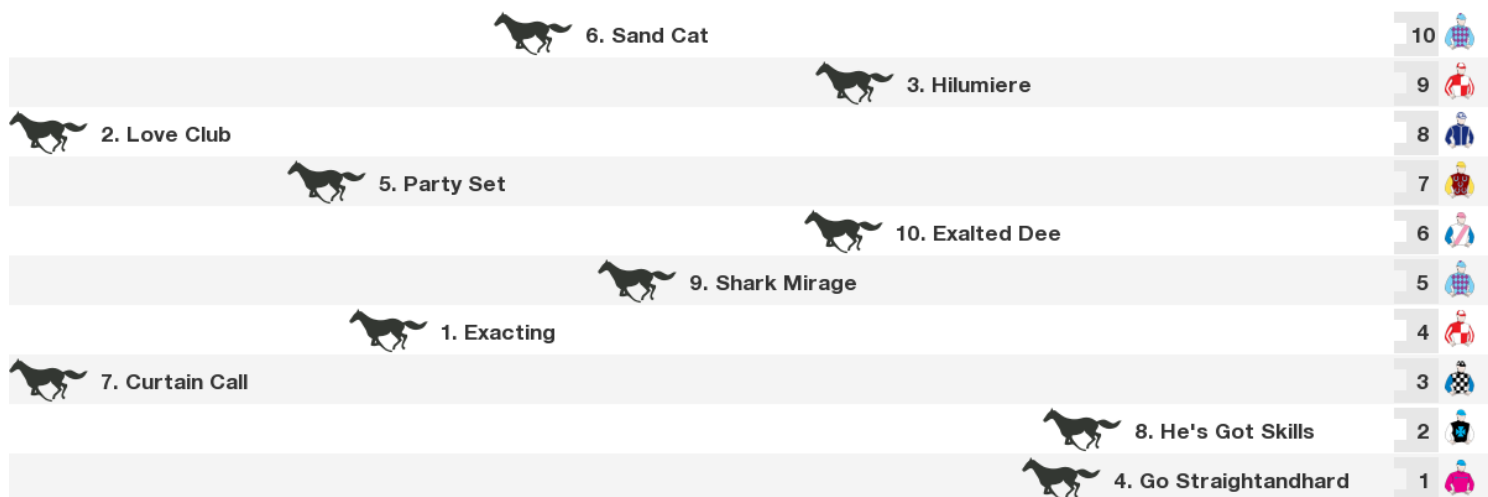 6. Sand Cat 10
3. Hilumiere 9
2. Love Club 8
5. Party Set 7
10. Exalted Dee 6
9. Shark Mirage 5
1. Exacting 4
7. Curtain Call 3
8. He's Got Skills 2
4. Go Straightandhard 1